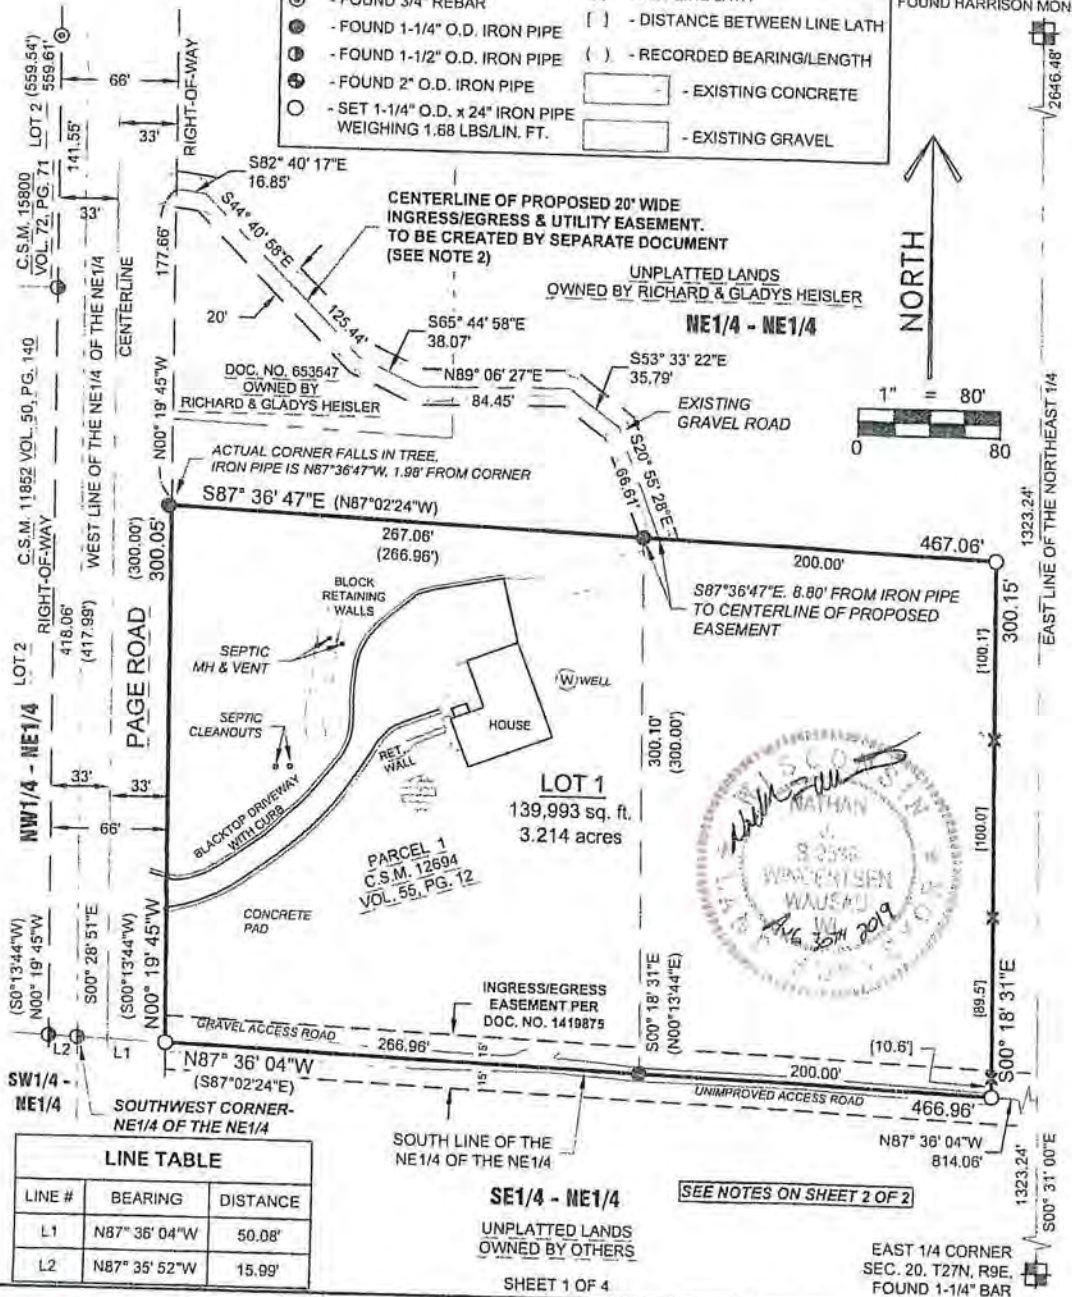 - FOUND 3/4" REBAR
- FOUND 1-1/4" O.D. IRON PIPE
- FOUND 1-1/2" O.D. IRON PIPE
- FOUND 2" O.D. IRON PIPE
- SET 1-1/4" O.D. x 24" IRON PIPE
WEIGHING 1.68 LBS/LIN. FT.
[ ] - DISTANCE BETWEEN LINE LATH
( ) - RECORDED BEARING/LENGTH
- EXISTING CONCRETE
- EXISTING GRAVEL
FOUND HARRISON MON
2646.48'
LOT 2 (559.54')
559.61'
66'
33'
RIGHT-OF-WAY
141.55'
C.S.M. 15800
VOL. 72, PG. 71
33'
S82° 40' 17"E
16.85'
S44° 40' 58"E
125.44'
20'
177.66'
CENTERLINE OF PROPOSED 20' WIDE
INGRESS/EGRESS & UTILITY EASEMENT.
TO BE CREATED BY SEPARATE DOCUMENT
(SEE NOTE 2)
UNPLATTED LANDS
OWNED BY RICHARD & GLADYS HEISLER
NE1/4 - NE1/4
NORTH
1" = 80'
0 80
S65° 44' 58"E
38.07'
N89° 06' 27"E
84.45'
S53° 33' 22"E
35.79'
EXISTING
GRAVEL ROAD
S20° 55' 28"E
66.61'
DOC. NO. 653547
OWNED BY
RICHARD & GLADYS HEISLER
N00° 19' 45"W
CENTERLINE
WEST LINE OF THE NE1/4 OF THE NE1/4
C.S.M. 11852 VOL. 50, PG. 140
RIGHT-OF-WAY
LOT 2
418.06'
(417.99')
ACTUAL CORNER FALLS IN TREE,
IRON PIPE IS N87°36'47"W, 1.98' FROM CORNER
S87° 36' 47"E (N87°02'24"W)
267.06'
(266.96')
200.00'
467.06'
S87°36'47"E. 8.80' FROM IRON PIPE
TO CENTERLINE OF PROPOSED
EASEMENT
1323.24'
EAST LINE OF THE NORTHEAST 1/4
(300.00')
300.05'
PAGE ROAD
300.15'
[100.1']
[100.0']
[89.5']
[10.6']
S00° 18' 31"E
BLOCK
RETAINING
WALLS
SEPTIC
MH & VENT
SEPTIC
CLEANOUTS
W WELL
HOUSE
RET.
WALL
BLACKTOP DRIVEWAY
WITH CURB
LOT 1
139,993 sq. ft.
3.214 acres
300.10'
(300.00')
PARCEL 1
C.S.M. 12694
VOL. 55, PG. 12
CONCRETE
PAD
WISCONSIN
NATHAN
J.
WINCENTSEN
WAUSAU
WI
Aug 30th 2019
NW1/4 - NE1/4
33'
33'
66'
(S0°13'44"W)
N00° 19' 45"W
S00° 28' 51"E
(S00°13'44"W)
N00° 19' 45"W
S00° 18' 31"E
(N00°13'44"E)
INGRESS/EGRESS
EASEMENT PER
DOC. NO. 1419875
GRAVEL ACCESS ROAD
266.96'
15'
15'
200.00'
UNIMPROVED ACCESS ROAD
466.96'
N87° 36' 04"W
(S87°02'24"E)
N87° 36' 04"W
814.06'
L2 L1
SW1/4 -
NE1/4
SOUTHWEST CORNER-
NE1/4 OF THE NE1/4
SOUTH LINE OF THE
NE1/4 OF THE NE1/4
LINE TABLE
LINE # BEARING DISTANCE
L1 N87° 36' 04"W 50.08'
L2 N87° 35' 52"W 15.99'
SE1/4 - NE1/4
UNPLATTED LANDS
OWNED BY OTHERS
SEE NOTES ON SHEET 2 OF 2
1323.24'
S00° 31' 00"E
EAST 1/4 CORNER
SEC. 20, T27N, R9E,
FOUND 1-1/4" BAR
SHEET 1 OF 4